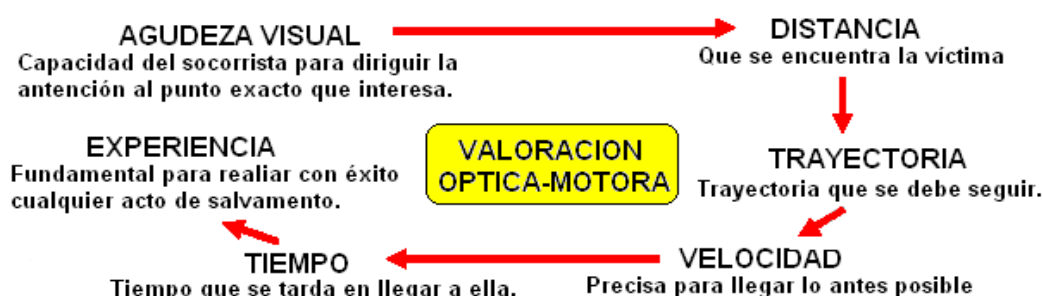 AGUDEZA VISUAL
Capacidad del socorrista para diriguir la
antención al punto exacto que interesa.
DISTANCIA
Que se encuentra la víctima
TRAYECTORIA
Trayectoria que se debe seguir.
VELOCIDAD
Precisa para llegar lo antes posible
TIEMPO
Tiempo que se tarda en llegar a ella.
EXPERIENCIA
Fundamental para realiar con éxito
cualquier acto de salvamento.
VALORACION
OPTICA-MOTORA